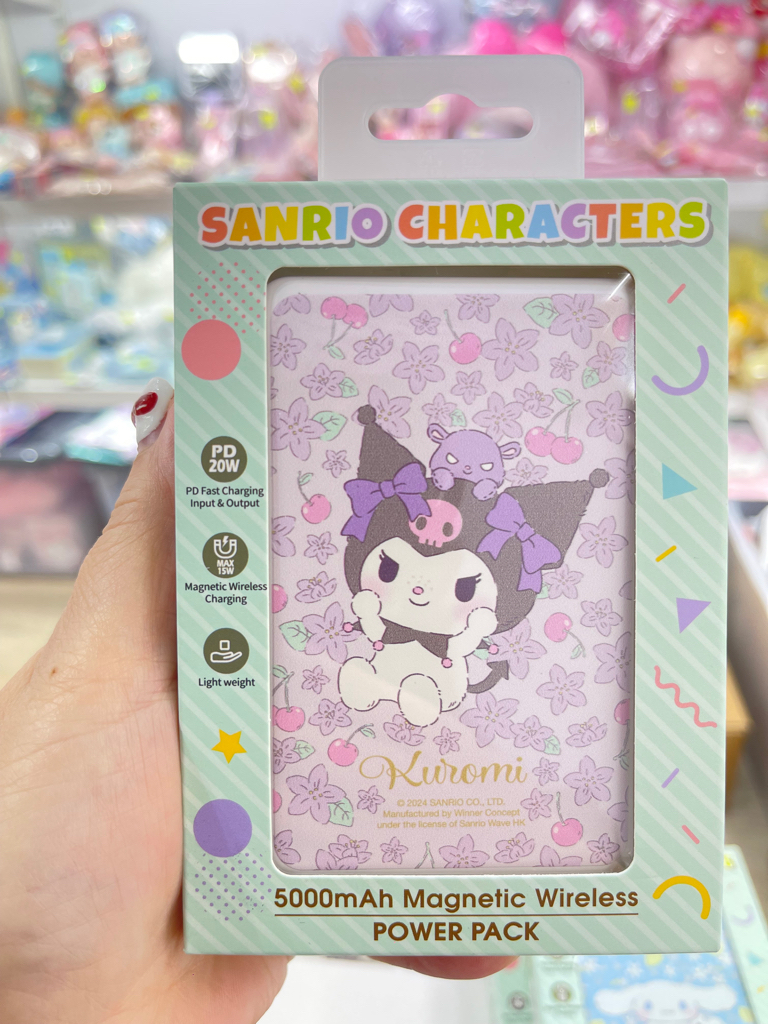 SANRIO CHARACTERS
PD
20W
PD Fast Charging
Input & Output
MAX
15W
Magnetic Wireless
Charging
Light weight
Kuromi
© 2024 SANRIO CO., LTD.
Manufactured by Winner Concept
under the license of Sanrio Wave HK
5000mAh Magnetic Wireless
POWER PACK